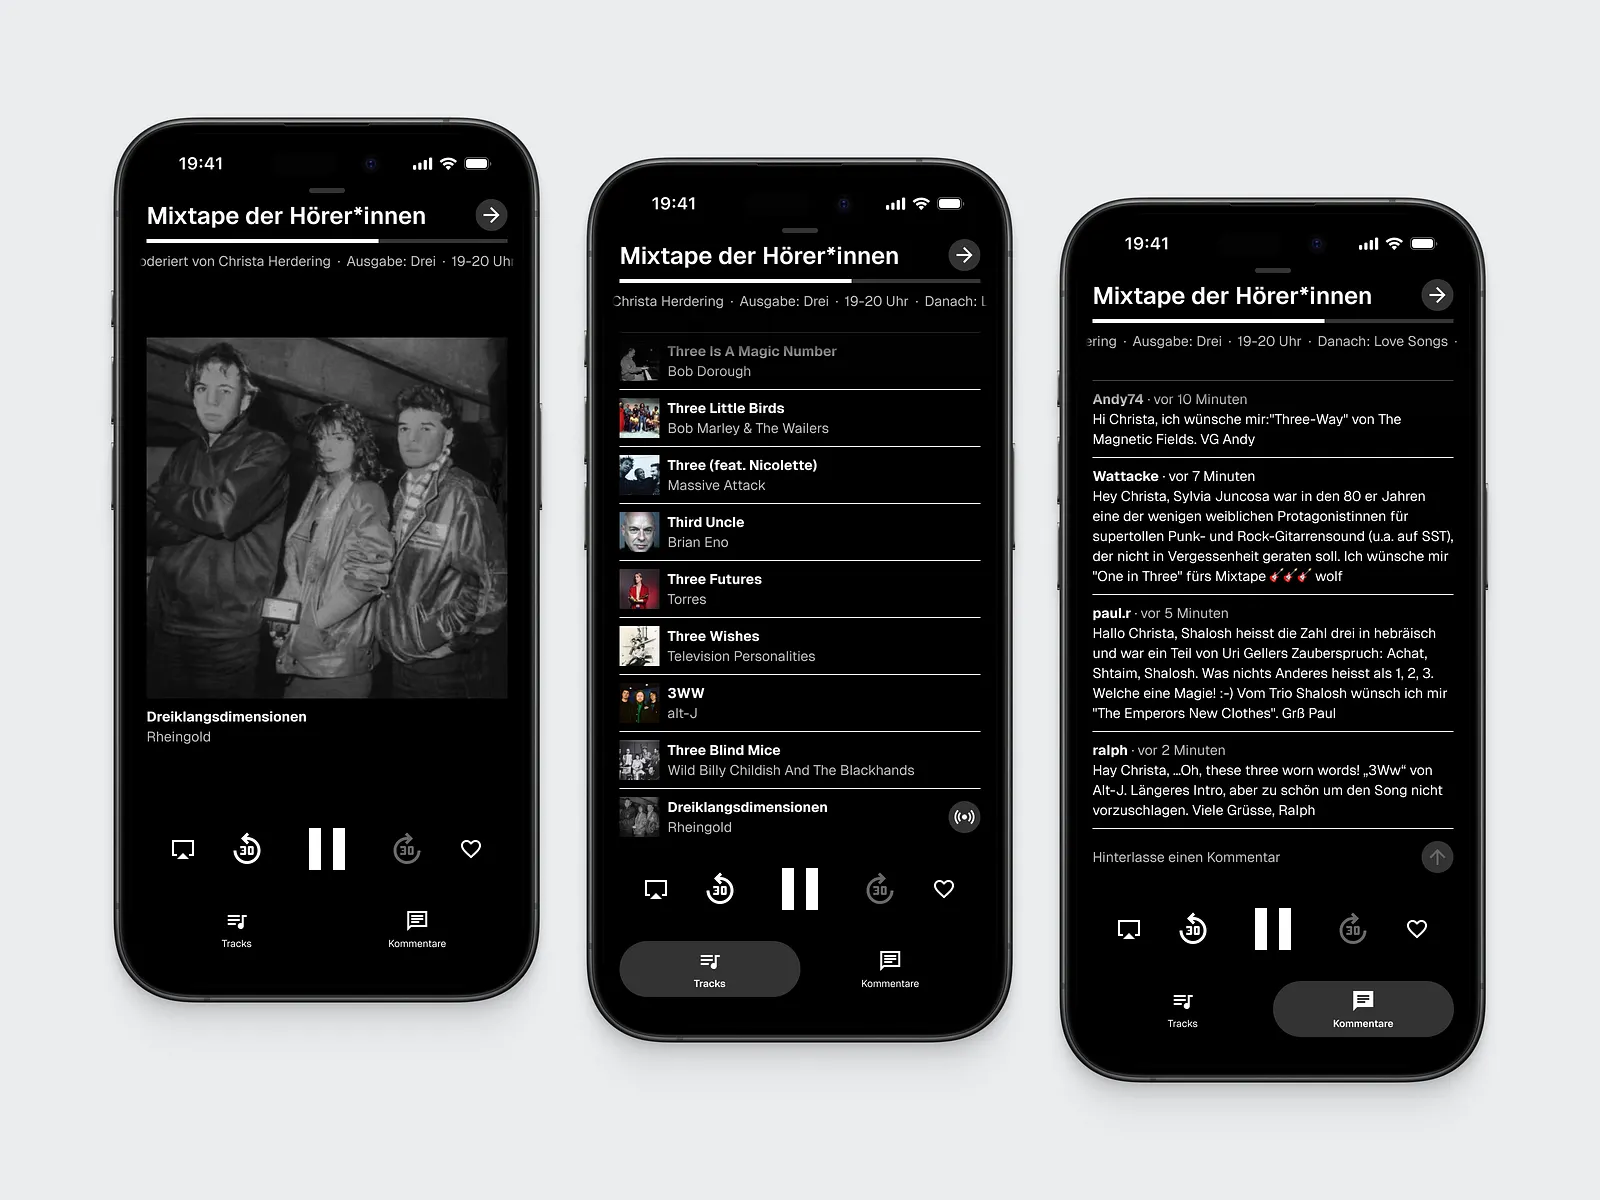 19:41
Mixtape der Hörer*innen
oderiert von Christa Herdering · Ausgabe: Drei · 19-20 Uhr
Dreiklangsdimensionen
Rheingold
30
30
Tracks
Kommentare
19:41
Mixtape der Hörer*innen
Christa Herdering · Ausgabe: Drei · 19-20 Uhr · Danach: L
Three Is A Magic Number
Bob Dorough
Three Little Birds
Bob Marley & The Wailers
Three (feat. Nicolette)
Massive Attack
Third Uncle
Brian Eno
Three Futures
Torres
Three Wishes
Television Personalities
3WW
alt-J
Three Blind Mice
Wild Billy Childish And The Blackhands
Dreiklangsdimensionen
Rheingold
30
30
Tracks
Kommentare
19:41
Mixtape der Hörer*innen
ering · Ausgabe: Drei · 19-20 Uhr · Danach: Love Songs ·
Andy74 · vor 10 Minuten
Hi Christa, ich wünsche mir:"Three-Way" von The
Magnetic Fields. VG Andy
Wattacke · vor 7 Minuten
Hey Christa, Sylvia Juncosa war in den 80 er Jahren
eine der wenigen weiblichen Protagonistinnen für
supertollen Punk- und Rock-Gitarrensound (u.a. auf SST),
der nicht in Vergessenheit geraten soll. Ich wünsche mir
"One in Three" fürs Mixtape 🎸🎸🎸 wolf
paul.r · vor 5 Minuten
Hallo Christa, Shalosh heisst die Zahl drei in hebräisch
und war ein Teil von Uri Gellers Zauberspruch: Achat,
Shtaim, Shalosh. Was nichts Anderes heisst als 1, 2, 3.
Welche eine Magie! :-) Vom Trio Shalosh wünsch ich mir
"The Emperors New Clothes". Grß Paul
ralph · vor 2 Minuten
Hay Christa, …Oh, these three worn words! „3Ww“ von
Alt-J. Längeres Intro, aber zu schön um den Song nicht
vorzuschlagen. Viele Grüsse, Ralph
Hinterlasse einen Kommentar
30
30
Tracks
Kommentare